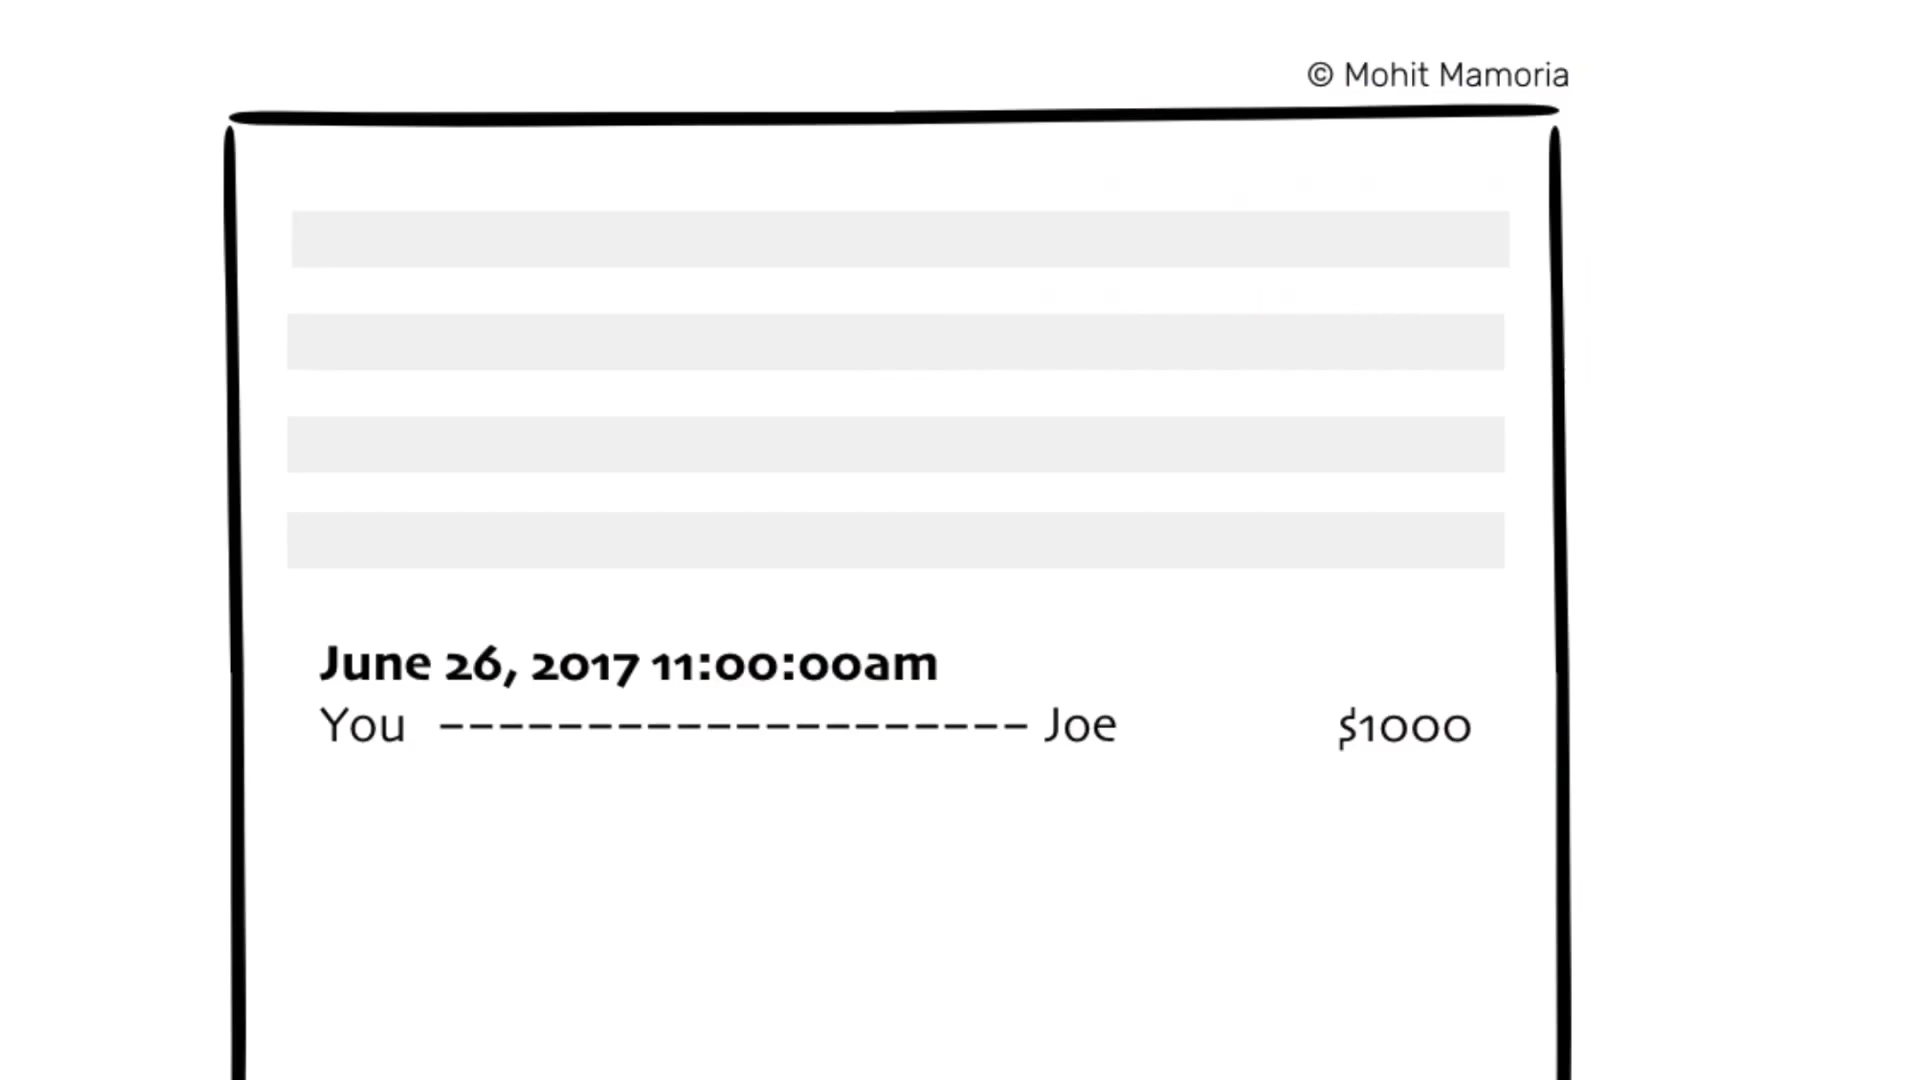 © Mohit Mamoria
June 26, 2017 11:00:00am
You -------------------- Joe $1000